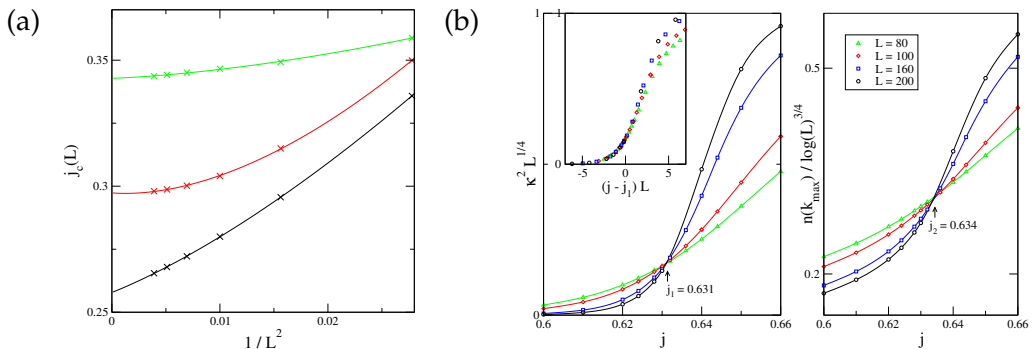 (a)
0.35
0.3
0.25
j_c(L)
0
0.01
0.02
1 / L^2
(b)
κ^2 L^{1/4}
1
0
0.6
0.62
0.64
0.66
j
1
0
-5
0
5
(j - j_1) L
j_1 = 0.631
n(k_max) / log(L)^{3/4}
0.5
0.2
0.6
0.62
0.64
0.66
j
L = 80
L = 100
L = 160
L = 200
j_2 = 0.634